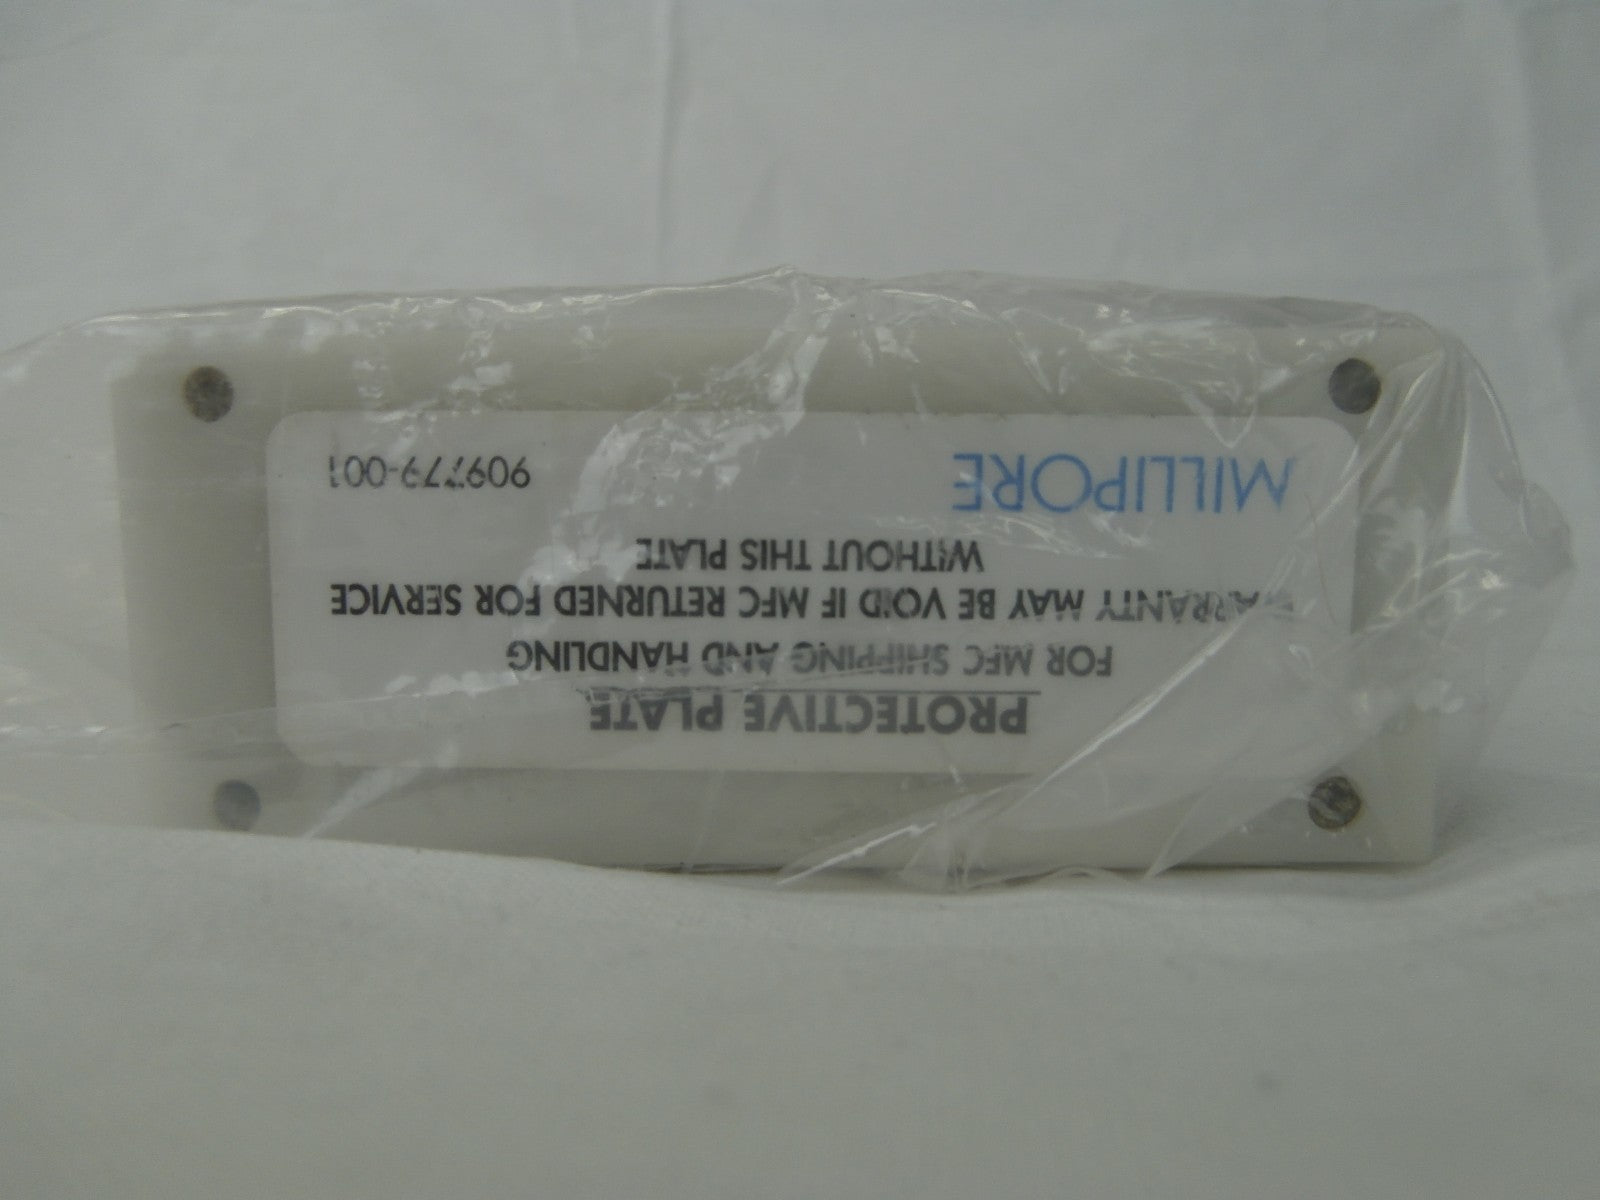 PROTECTIVE PLATE
FOR MFC SHIPPING AND HANDLING
WARRANTY MAY BE VOID IF MFC RETURNED FOR SERVICE
WITHOUT THIS PLATE
MILLIPORE 909779-001